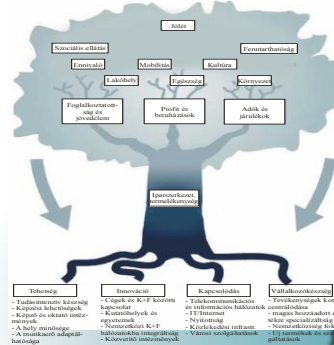 Jólét
Szociális ellátás
Fenntarthatóság
Ennivaló
Mobilitás
Kultúra
Lakóhely
Egészség
Környezet
Foglalkoztatott-
ság és
jövedelem
Profit és
beruházások
Adók és
járulékok
Iparszerkezet,
termelékenység
Tehetség
- Tudásintenzív készség
- Képzési lehetőségek
- Képző és oktató intéz-
mények
- A hely minősége
- A munkaerő adaptál-
hatósága
Innováció
- Cégek és K+F közötti
kapcsolat
- Kutatóhelyek és
egyetemek
- Nemzetközi K+F
hálózatokba integráltság
- Közvetítő intézmények
Kapcsolódás
- Telekommunikációs
és információs hálózatok
- IT/Internet
- Nyitottság
- Közlekedési infrastr.
- Városi szolgáltatások
Vállalkozókészség
- Tevékenységek kon
centrálódása
- magas hozzáadott é
tékre specializáltság
- Nemzetköziség fok
- Új termékek és szol
gáltatások